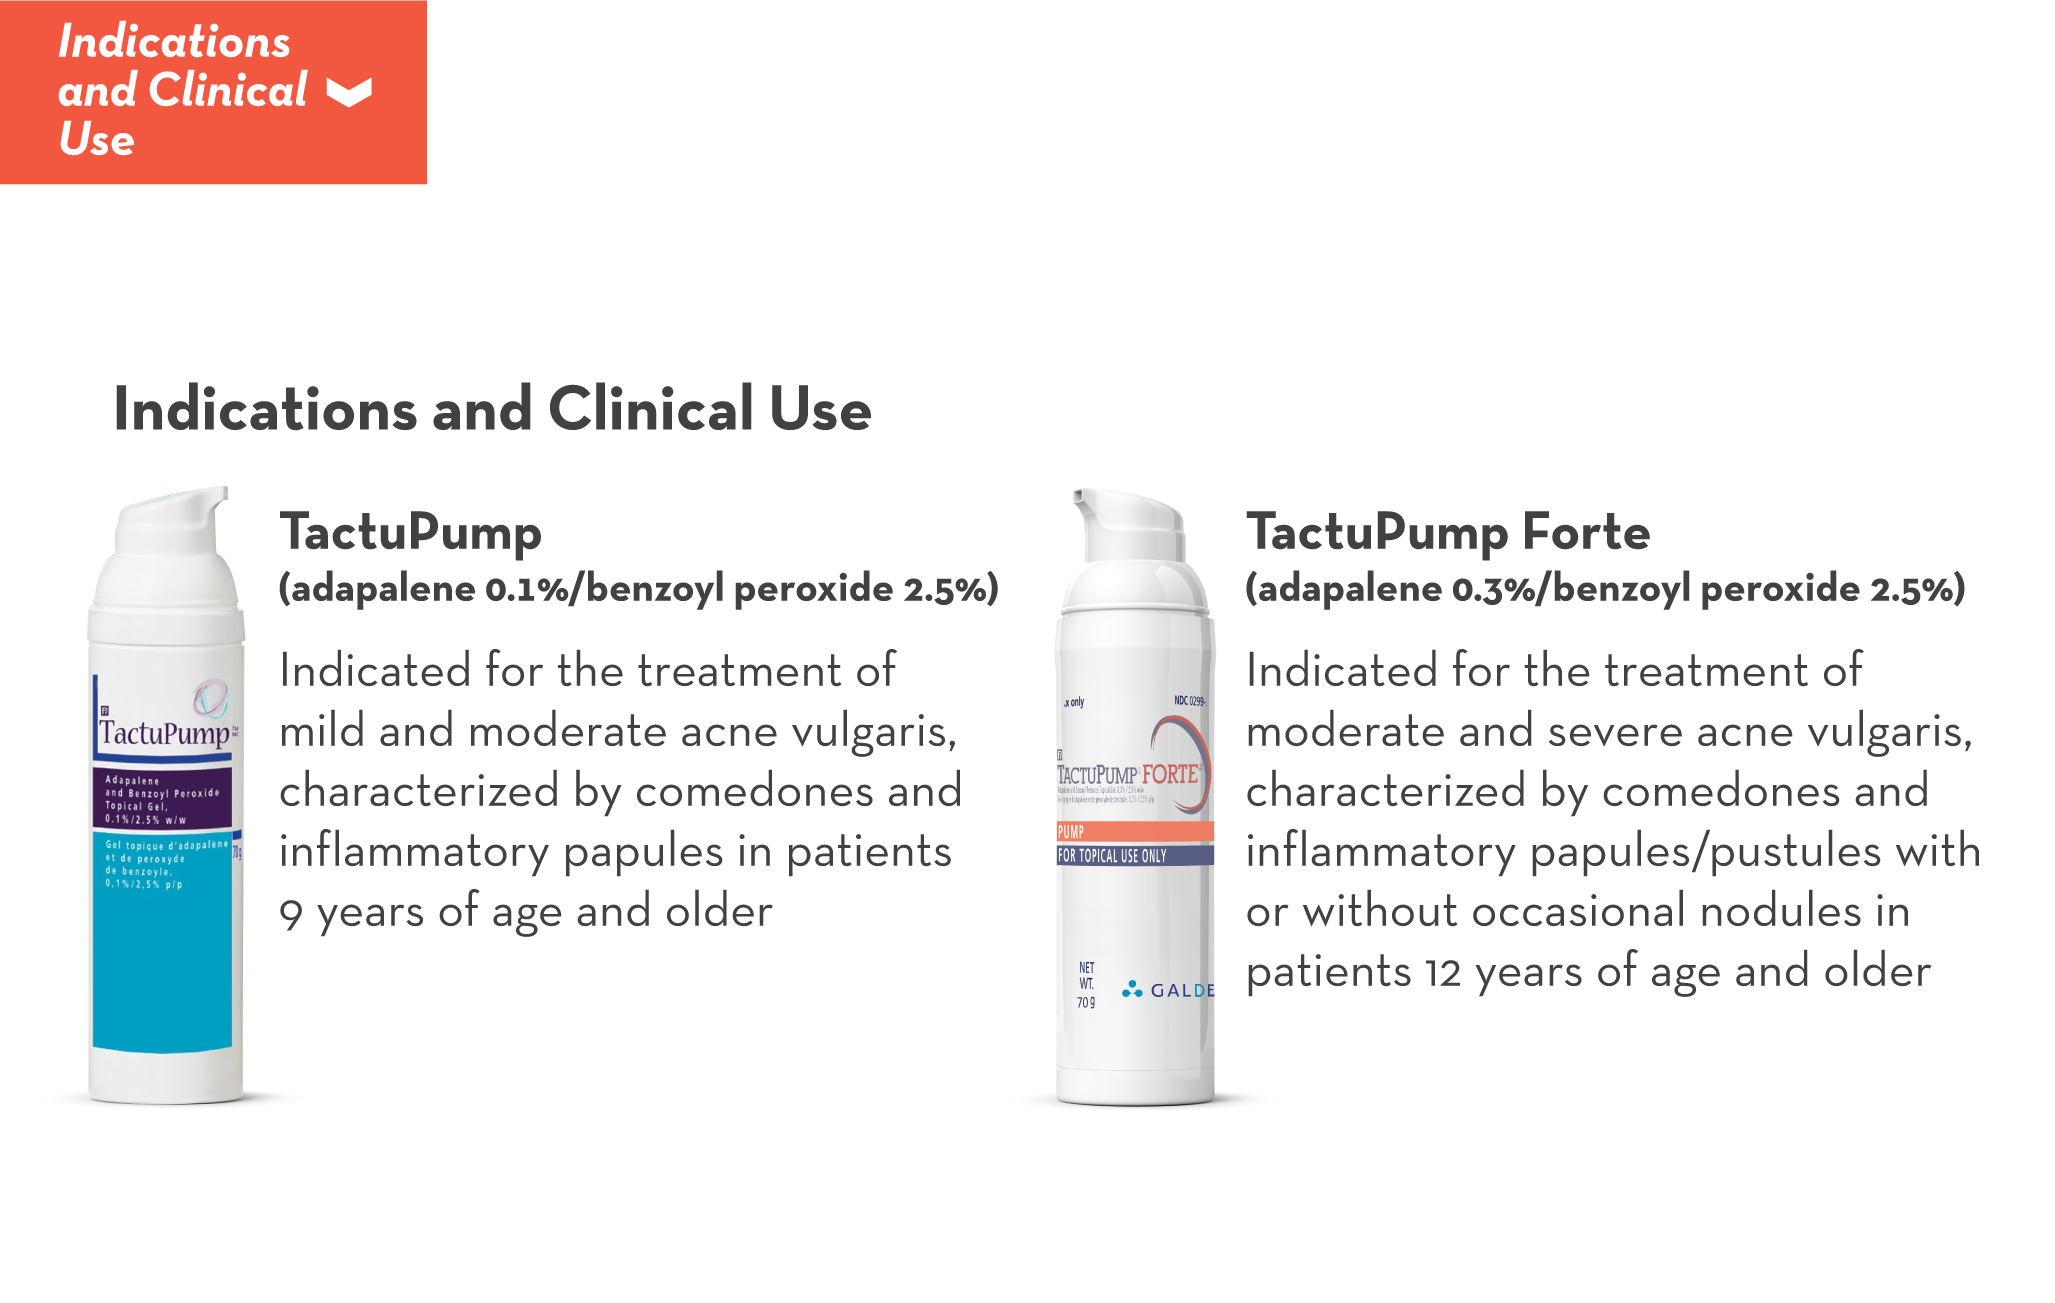 Indications
and Clinical
Use
Indications and Clinical Use
TactuPump
(adapalene 0.1%/benzoyl peroxide 2.5%)
Indicated for the treatment of
mild and moderate acne vulgaris,
characterized by comedones and
inflammatory papules in patients
9 years of age and older
TactuPump
Adapalene
and Benzoyl Peroxide
Topical Gel,
0.1%/2.5% w/w
Gel topique d'adapalène
et de peroxyde
de benzoyle,
0,1%/2,5% p/p
70 g
TactuPump Forte
(adapalene 0.3%/benzoyl peroxide 2.5%)
Indicated for the treatment of
moderate and severe acne vulgaris,
characterized by comedones and
inflammatory papules/pustules with
or without occasional nodules in
patients 12 years of age and older
x only
NDC 0299-
TACTUPUMP FORTE
PUMP
FOR TOPICAL USE ONLY
NET
WT.
70 g
GALDE